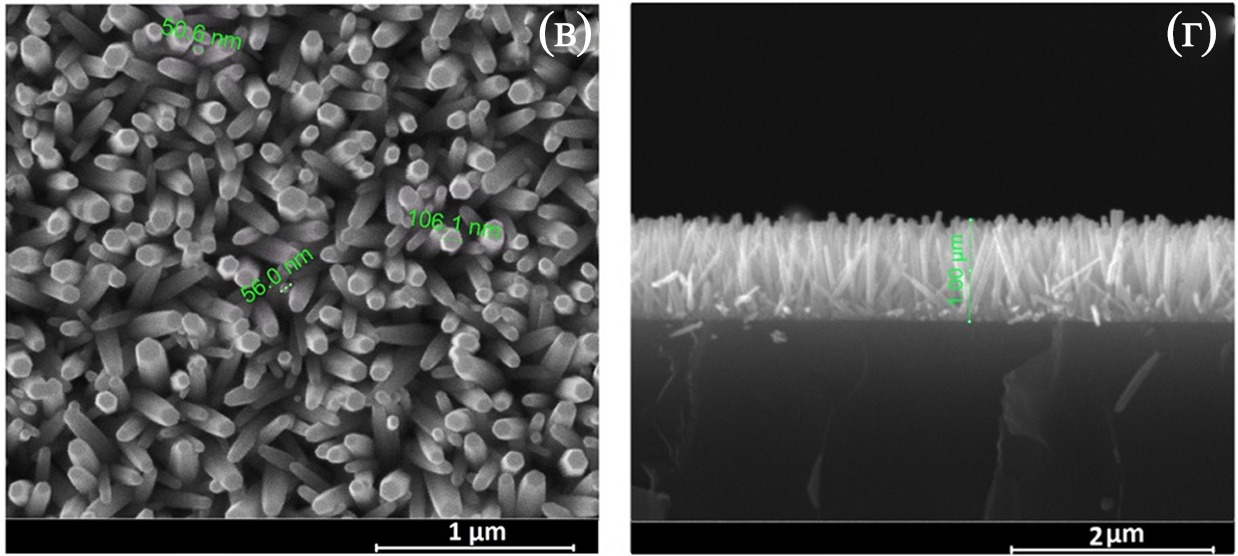 (в)
50.6 nm
106.1 nm
56.0 nm
1 µm
(г)
1.00 µm
2 µm